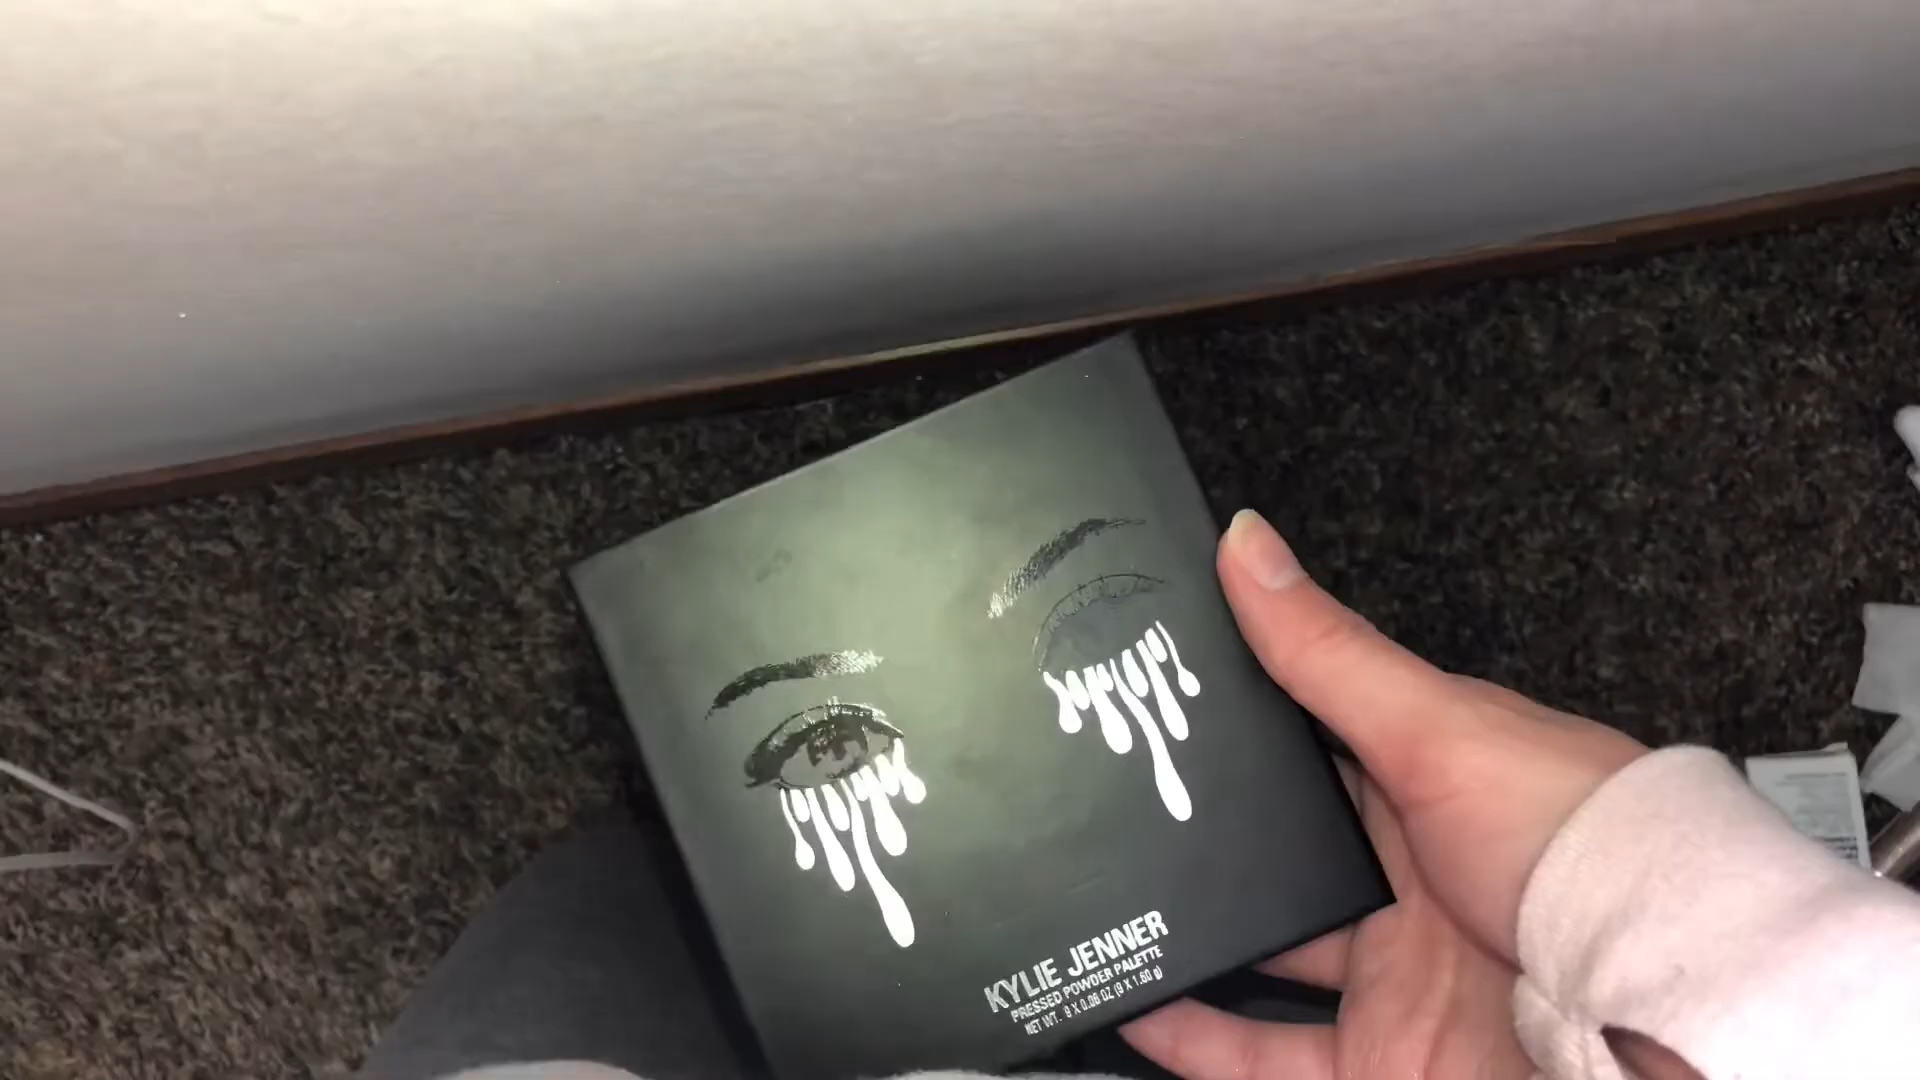 KYLIE JENNER
PRESSED POWDER PALETTE
NET WT. 9 X 0.06 OZ (9 X 1.60 g)